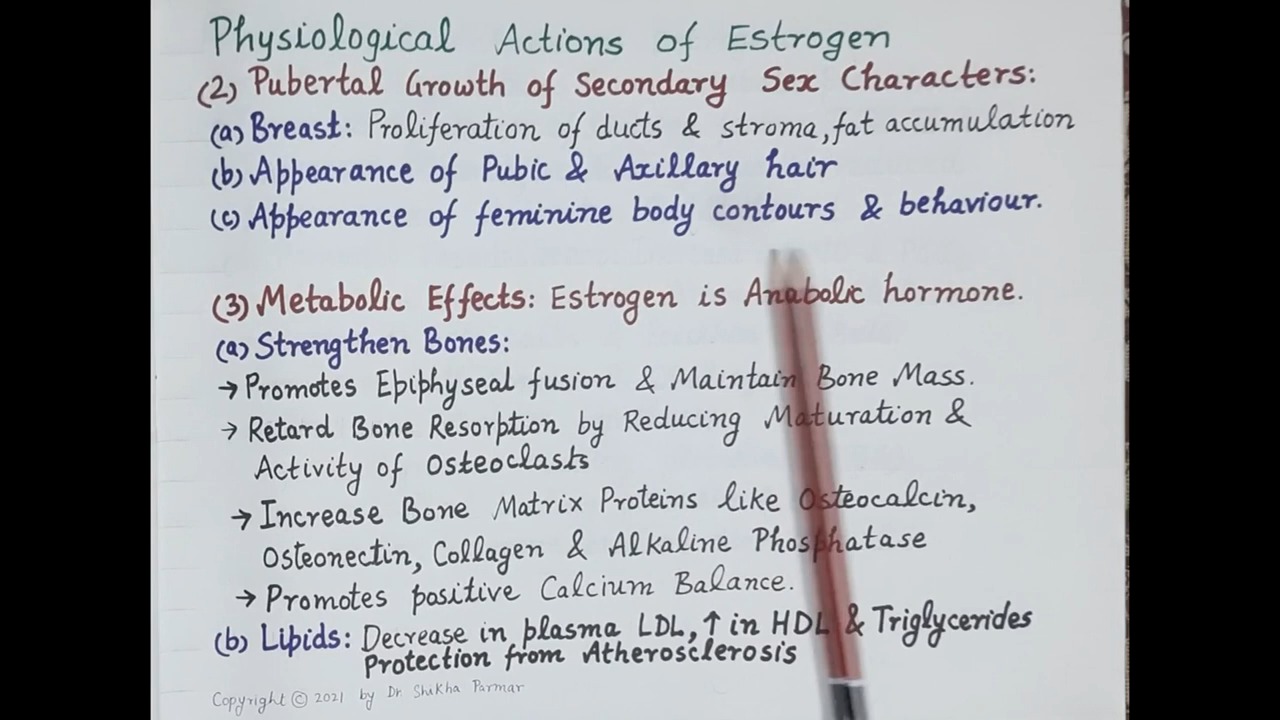 Physiological Actions of Estrogen
(2) Pubertal Growth of Secondary Sex Characters:
(a) Breast: Proliferation of ducts & stroma, fat accumulation
(b) Appearance of Pubic & Axillary hair
(c) Appearance of feminine body contours & behaviour.
(3) Metabolic Effects: Estrogen is Anabolic hormone.
(a) Strengthen Bones:
→ Promotes Epiphyseal fusion & Maintain Bone Mass.
→ Retard Bone Resorption by Reducing Maturation &
Activity of Osteoclasts
→ Increase Bone Matrix Proteins like Osteocalcin,
Osteonectin, Collagen & Alkaline Phosphatase
→ Promotes positive Calcium Balance.
(b) Lipids: Decrease in plasma LDL, ↑ in HDL & Triglycerides
Protection from Atherosclerosis
Copyright © 2021 by Dr. Shikha Parmar